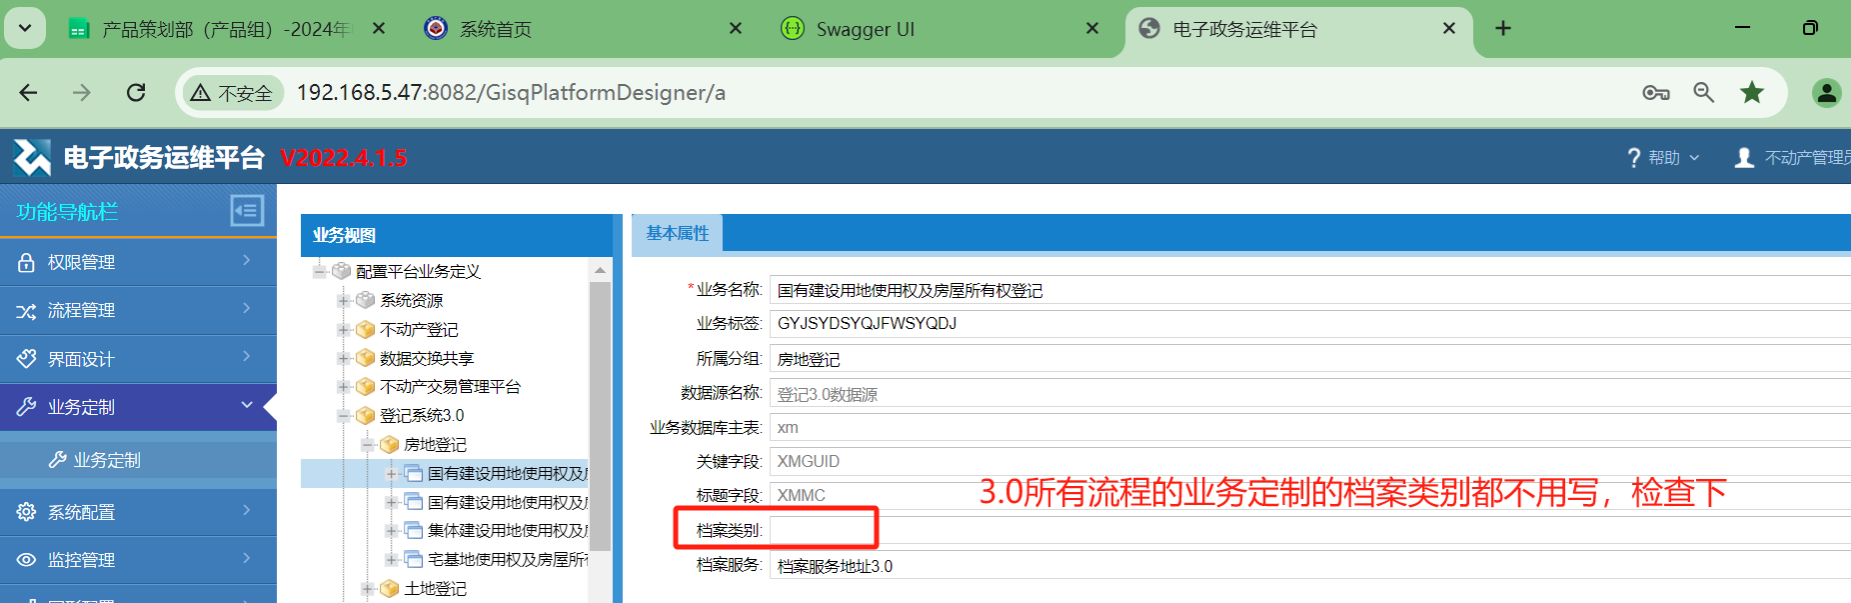 产品策划部（产品组）-2024年
系统首页
Swagger UI
电子政务运维平台
不安全
192.168.5.47:8082/GisqPlatformDesigner/a
电子政务运维平台 V2022.4.1.5
帮助
不动产管理员
功能导航栏
权限管理
流程管理
界面设计
业务定制
业务定制
系统配置
监控管理
业务视图
配置平台业务定义
系统资源
不动产登记
数据交换共享
不动产交易管理平台
登记系统3.0
房地登记
国有建设用地使用权及
国有建设用地使用权及
集体建设用地使用权及
宅基地使用权及房屋所
土地登记
基本属性
*业务名称: 国有建设用地使用权及房屋所有权登记
业务标签: GYJSYDSYQJFWSYQDJ
所属分组: 房地登记
数据源名称: 登记3.0数据源
业务数据库主表: xm
关键字段: XMGUID
标题字段: XMMC
3.0所有流程的业务定制的档案类别都不用写，检查下
档案类别:
档案服务: 档案服务地址3.0